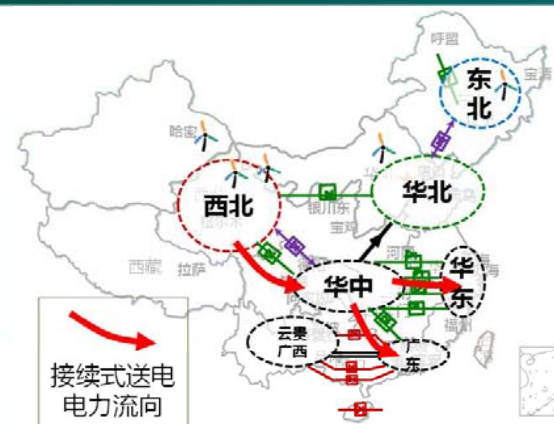 呼盟
东
北
宝清
哈密
西北
华北
银川东
宝鸡
西藏
拉萨
华中
华
东
福州
云贵
广西
广
东
接续式送电
电力流向